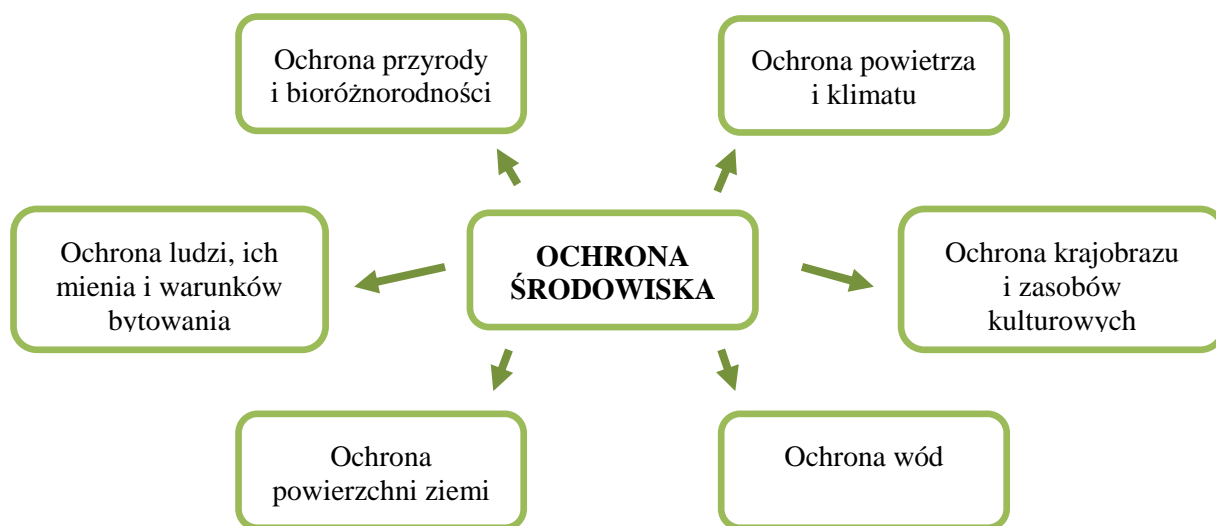 Ochrona przyrody
i bioróżnorodności
Ochrona powietrza
i klimatu
Ochrona ludzi, ich
mienia i warunków
bytowania
OCHRONA
ŚRODOWISKA
Ochrona krajobrazu
i zasobów
kulturowych
Ochrona
powierzchni ziemi
Ochrona wód